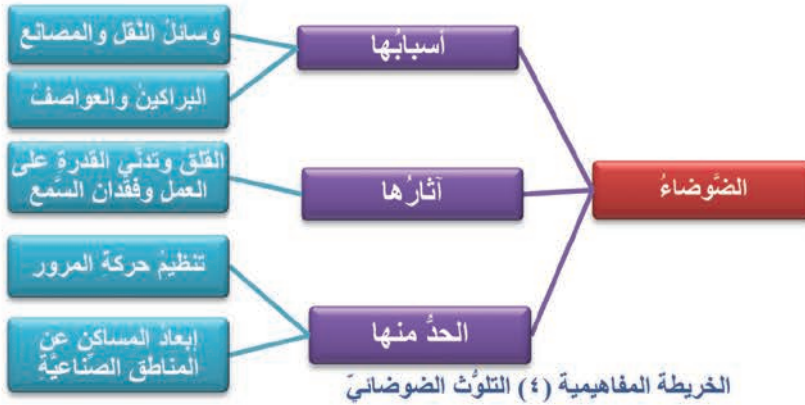 الضَّوضاءُ
أسبابُها
وسائلُ النَّقل والمصانع
البراكينُ والعواصفُ
آثارُها
القلقُ وتدنّي القدرة على
العمل وفقدان السَّمع
الحدُّ منها
تنظيمُ حركةِ المرور
إبعادُ المساكنِ عن
المناطق الصِّناعيَّة
الخريطة المفاهيمية (٤) التلوُّث الضوضائيّ